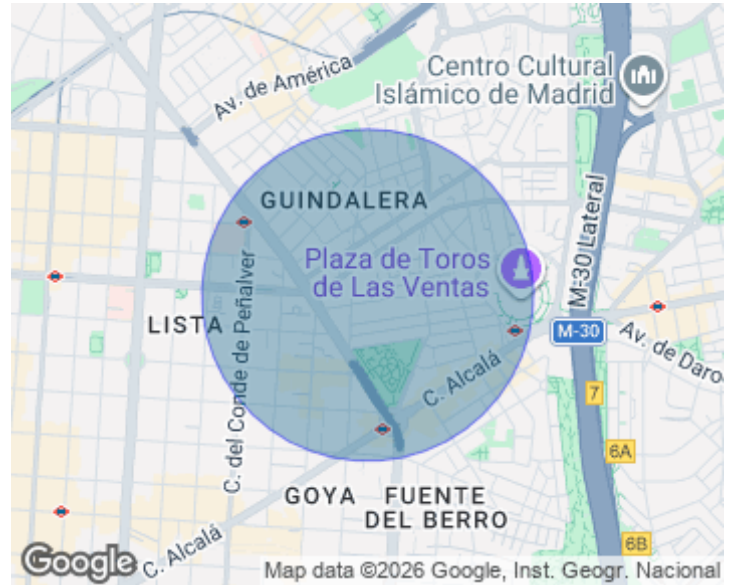 Av. de América
Centro Cultural
Islámico de Madrid
GUINDALERA
M-30 Lateral
Plaza de Toros
de Las Ventas
C. del Conde de Peñalver
LISTA
M-30
Av. de Daroc
C. Alcalá
7
6A
GOYA
FUENTE
DEL BERRO
C. Alcalá
6B
Google
Map data ©2026 Google, Inst. Geogr. Nacional